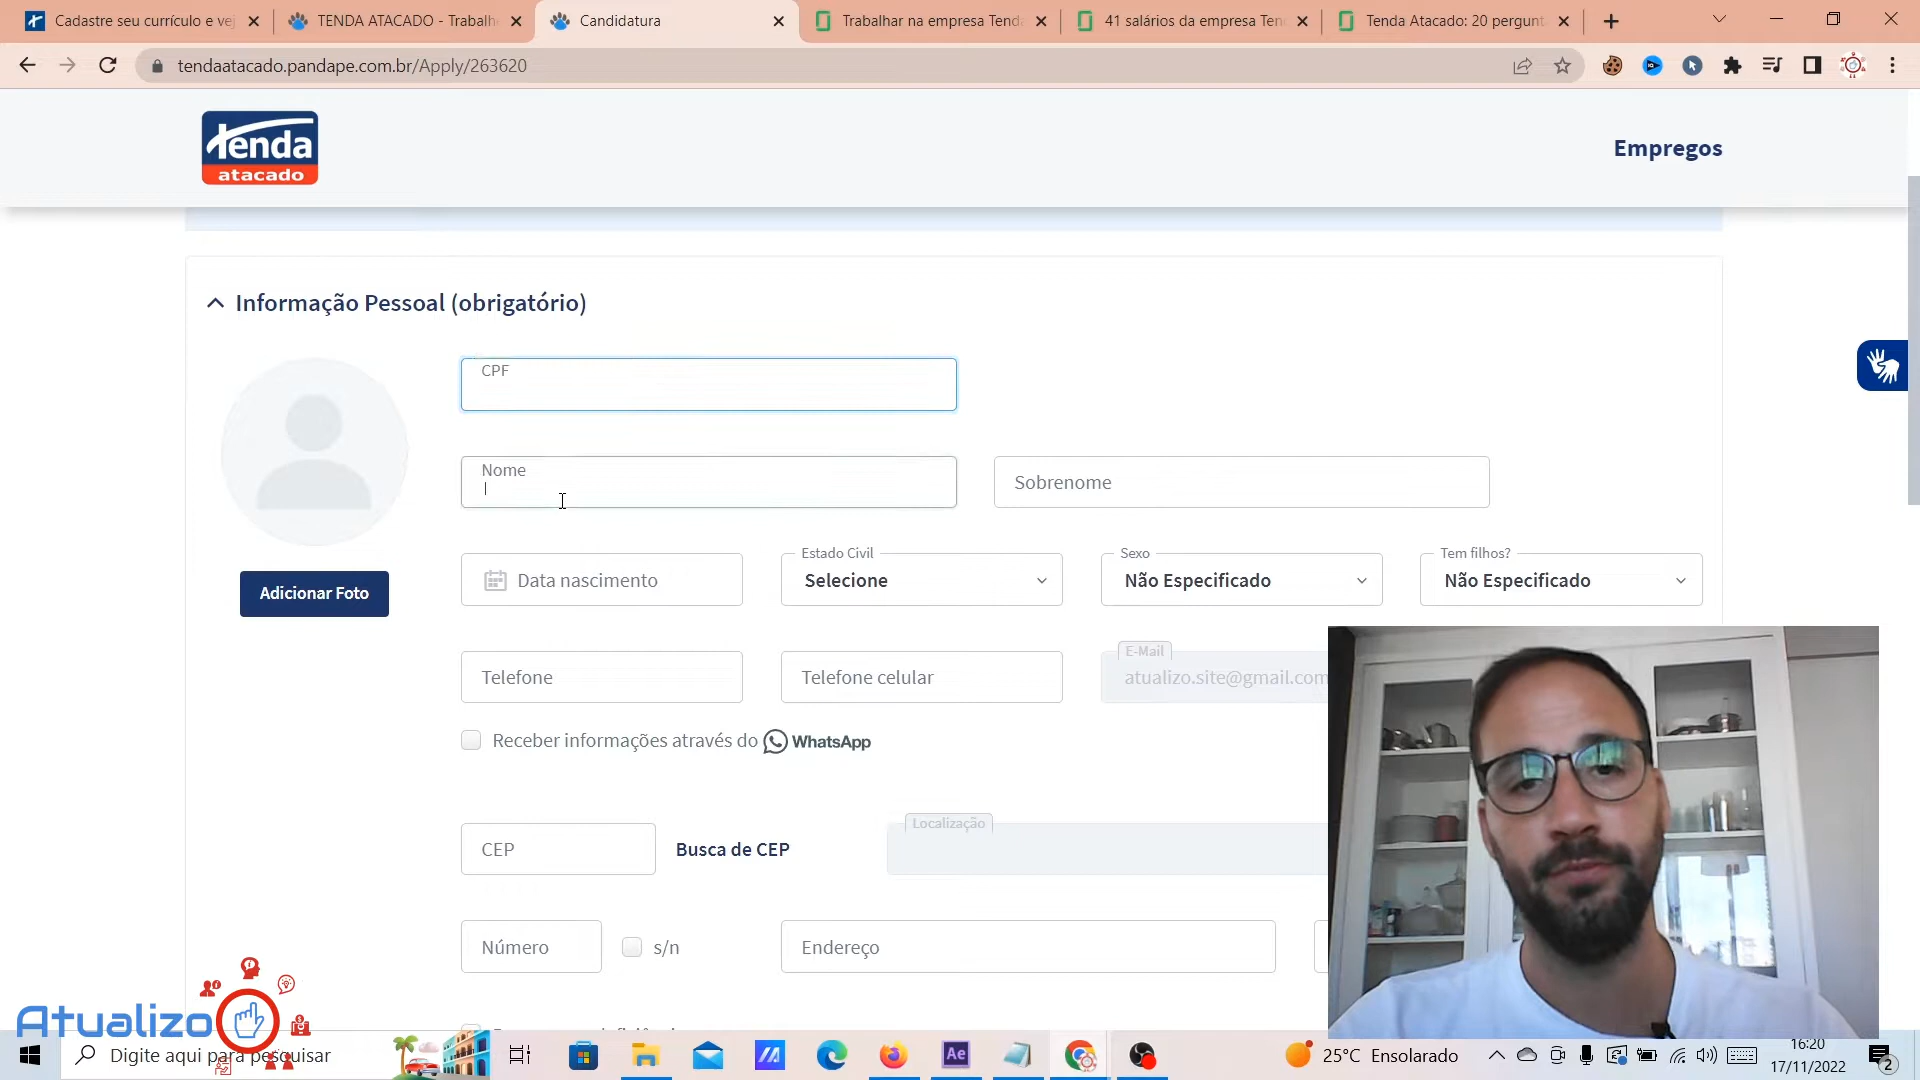 Cadastre seu currículo e vej
TENDA ATACADO - Trabalh
Candidatura
Trabalhar na empresa Tenda
41 salários da empresa Ten
Tenda Atacado: 20 pergunt
tendaatacado.pandape.com.br/Apply/263620
tenda
atacado
Empregos
Informação Pessoal (obrigatório)
CPF
Nome
Sobrenome
Adicionar Foto
Data nascimento
Estado Civil
Selecione
Sexo
Não Especificado
Tem filhos?
Não Especificado
Telefone
Telefone celular
E-Mail
atualizo.site@gmail.com
Receber informações através do WhatsApp
CEP
Busca de CEP
Localização
Número
s/n
Endereço
Atualizo
Digite aqui para pesquisar
Ae
25°C Ensolarado
16:20
17/11/2022
2